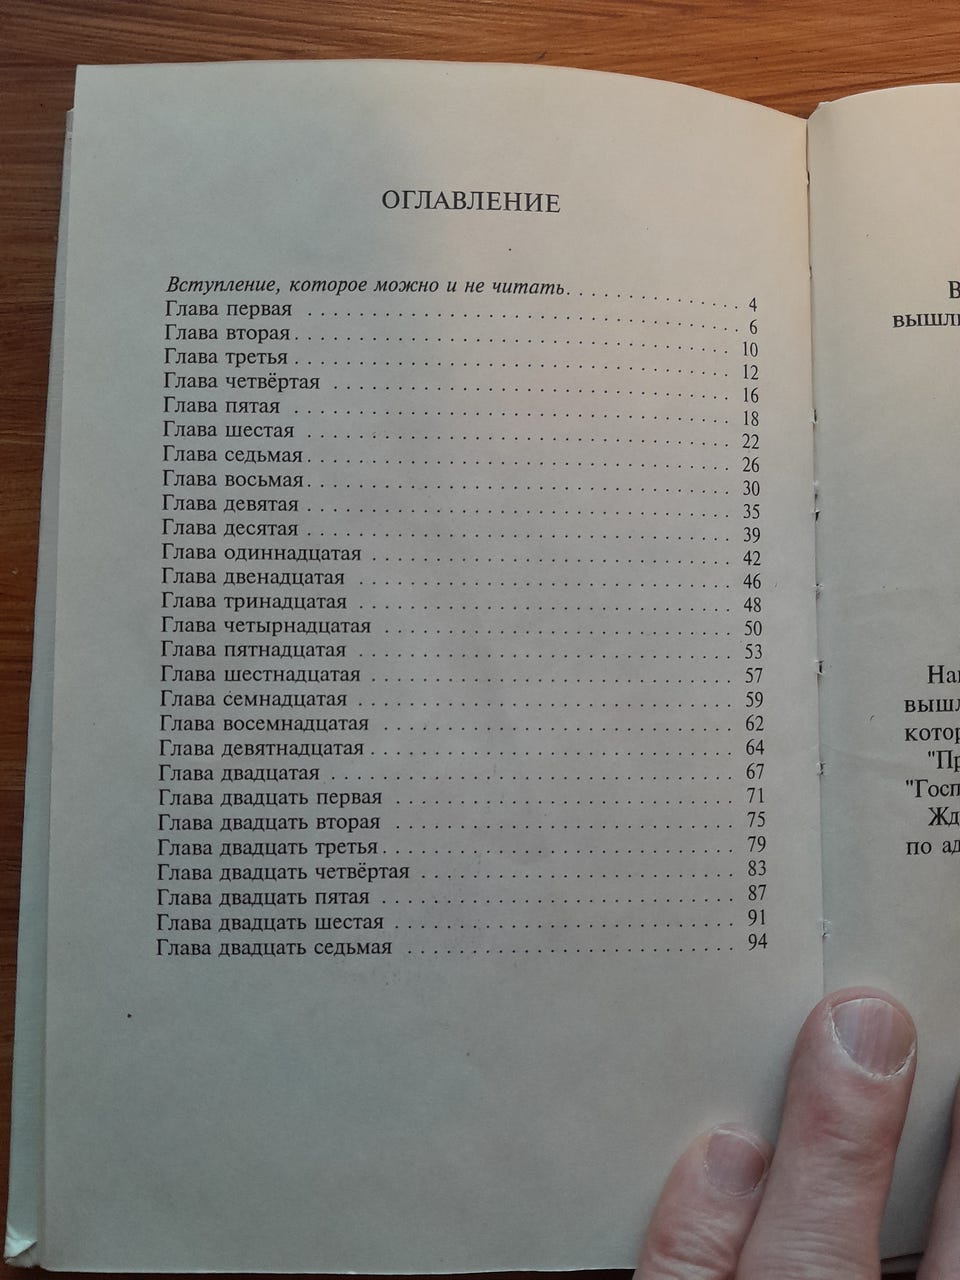 ОГЛАВЛЕНИЕ
Вступление, которое можно и не читать. . . . . . . . . . . . . . 4
Глава первая . . . . . . . . . . . . . . . . . . . . . . . . . . . . . . . . . 6
Глава вторая . . . . . . . . . . . . . . . . . . . . . . . . . . . . . . . . . 10
Глава третья . . . . . . . . . . . . . . . . . . . . . . . . . . . . . . . . . 12
Глава четвёртая . . . . . . . . . . . . . . . . . . . . . . . . . . . . . . 16
Глава пятая . . . . . . . . . . . . . . . . . . . . . . . . . . . . . . . . . 18
Глава шестая . . . . . . . . . . . . . . . . . . . . . . . . . . . . . . . . 22
Глава седьмая . . . . . . . . . . . . . . . . . . . . . . . . . . . . . . . . 26
Глава восьмая . . . . . . . . . . . . . . . . . . . . . . . . . . . . . . . . 30
Глава девятая . . . . . . . . . . . . . . . . . . . . . . . . . . . . . . . . 35
Глава десятая . . . . . . . . . . . . . . . . . . . . . . . . . . . . . . . . 39
Глава одиннадцатая . . . . . . . . . . . . . . . . . . . . . . . . . . . 42
Глава двенадцатая . . . . . . . . . . . . . . . . . . . . . . . . . . . . 46
Глава тринадцатая . . . . . . . . . . . . . . . . . . . . . . . . . . . . 48
Глава четырнадцатая . . . . . . . . . . . . . . . . . . . . . . . . . . 50
Глава пятнадцатая . . . . . . . . . . . . . . . . . . . . . . . . . . . . 53
Глава шестнадцатая . . . . . . . . . . . . . . . . . . . . . . . . . . . 57
Глава семнадцатая . . . . . . . . . . . . . . . . . . . . . . . . . . . . 59
Глава восемнадцатая . . . . . . . . . . . . . . . . . . . . . . . . . . 62
Глава девятнадцатая . . . . . . . . . . . . . . . . . . . . . . . . . . . 64
Глава двадцатая . . . . . . . . . . . . . . . . . . . . . . . . . . . . . . 67
Глава двадцать первая . . . . . . . . . . . . . . . . . . . . . . . . . 71
Глава двадцать вторая . . . . . . . . . . . . . . . . . . . . . . . . . 75
Глава двадцать третья . . . . . . . . . . . . . . . . . . . . . . . . . . 79
Глава двадцать четвёртая . . . . . . . . . . . . . . . . . . . . . . . 83
Глава двадцать пятая . . . . . . . . . . . . . . . . . . . . . . . . . . 87
Глава двадцать шестая . . . . . . . . . . . . . . . . . . . . . . . . . 91
Глава двадцать седьмая . . . . . . . . . . . . . . . . . . . . . . . . 94
В
по